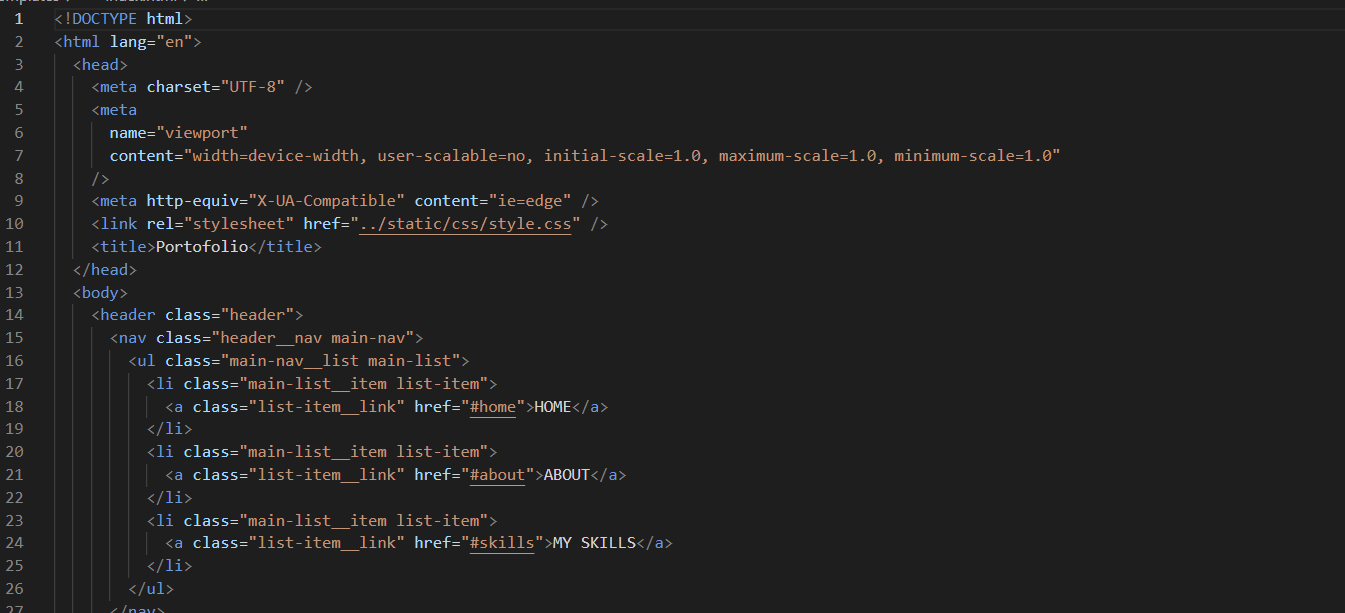 1 <!DOCTYPE html>
2 <html lang="en">
3 <head>
4 <meta charset="UTF-8" />
5 <meta
6 name="viewport"
7 content="width=device-width, user-scalable=no, initial-scale=1.0, maximum-scale=1.0, minimum-scale=1.0"
8 />
9 <meta http-equiv="X-UA-Compatible" content="ie=edge" />
10 <link rel="stylesheet" href="../static/css/style.css" />
11 <title>Portofolio</title>
12 </head>
13 <body>
14 <header class="header">
15 <nav class="header__nav main-nav">
16 <ul class="main-nav__list main-list">
17 <li class="main-list__item list-item">
18 <a class="list-item__link" href="#home">HOME</a>
19 </li>
20 <li class="main-list__item list-item">
21 <a class="list-item__link" href="#about">ABOUT</a>
22 </li>
23 <li class="main-list__item list-item">
24 <a class="list-item__link" href="#skills">MY SKILLS</a>
25 </li>
26 </ul>
27 </nav>